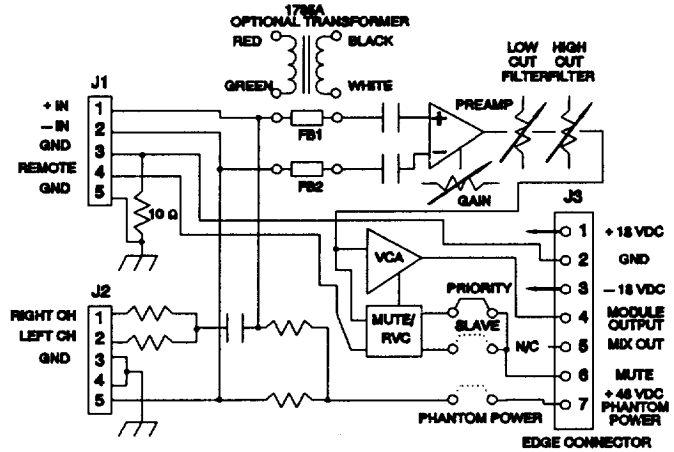 1785A
OPTIONAL TRANSFORMER
RED
BLACK
GREEN
WHITE
LOW CUT FILTER
HIGH CUT FILTER
J1
+ IN
1
− IN
2
GND
3
REMOTE
4
GND
5
FB1
FB2
PREAMP
+
−
GAIN
10 Ω
VCA
MUTE/
RVC
PRIORITY
SLAVE
N/C
J3
1 + 18 VDC
2 GND
3 − 18 VDC
4 MODULE OUTPUT
5 MIX OUT
6 MUTE
7 + 48 VDC PHANTOM POWER
J2
RIGHT CH 1
LEFT CH 2
GND 3
4
5
PHANTOM POWER
EDGE CONNECTOR